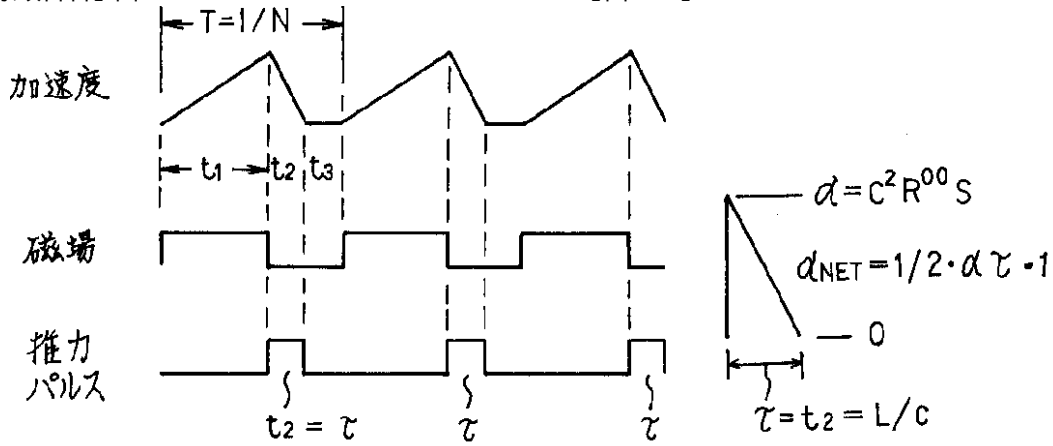 T=1/N
加速度
t₁ t₂ t₃
α=C²R⁰⁰S
磁場
αNET=1/2・ατ・1
推力
パルス
0
t₂ = τ τ τ
τ=t₂=L/c